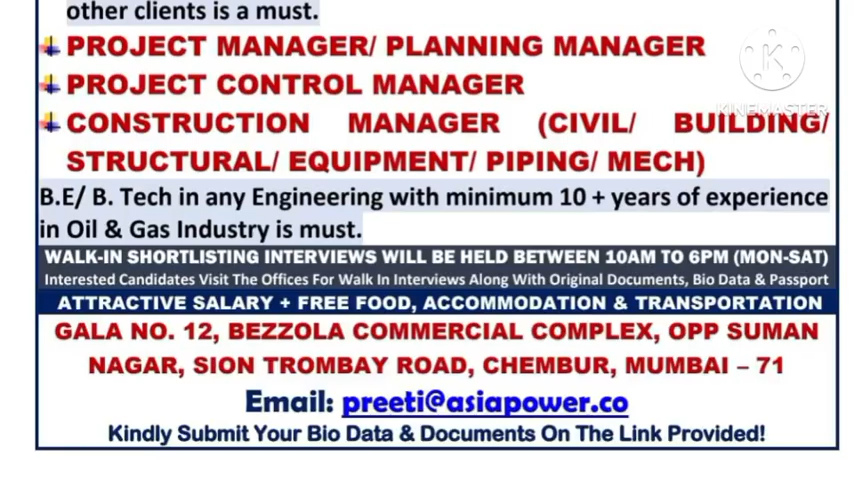 other clients is a must.
PROJECT MANAGER/ PLANNING MANAGER
PROJECT CONTROL MANAGER
CONSTRUCTION MANAGER (CIVIL/ BUILDING/
STRUCTURAL/ EQUIPMENT/ PIPING/ MECH)
B.E/ B. Tech in any Engineering with minimum 10 + years of experience
in Oil & Gas Industry is must.
WALK-IN SHORTLISTING INTERVIEWS WILL BE HELD BETWEEN 10AM TO 6PM (MON-SAT)
Interested Candidates Visit The Offices For Walk In Interviews Along With Original Documents, Bio Data & Passport
ATTRACTIVE SALARY + FREE FOOD, ACCOMMODATION & TRANSPORTATION
GALA NO. 12, BEZZOLA COMMERCIAL COMPLEX, OPP SUMAN
NAGAR, SION TROMBAY ROAD, CHEMBUR, MUMBAI – 71
Email: preeti@asiapower.co
Kindly Submit Your Bio Data & Documents On The Link Provided!
K
KINEMASTER